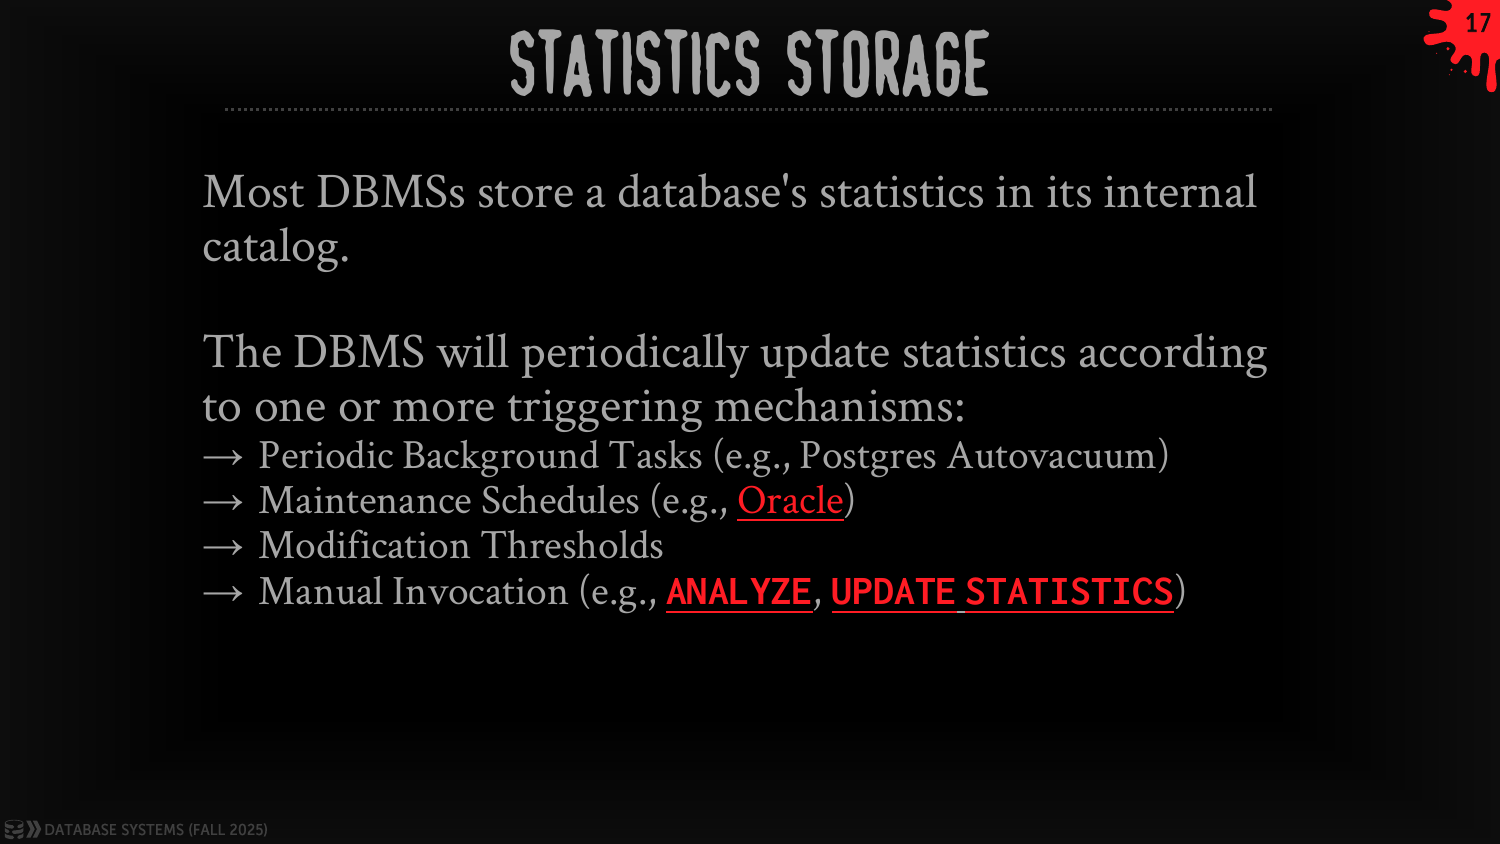 STATISTICS STORAGE
17
Most DBMSs store a database's statistics in its internal
catalog.
The DBMS will periodically update statistics according
to one or more triggering mechanisms:
→ Periodic Background Tasks (e.g., Postgres Autovacuum)
→ Maintenance Schedules (e.g., Oracle)
→ Modification Thresholds
→ Manual Invocation (e.g., ANALYZE, UPDATE STATISTICS)
DATABASE SYSTEMS (FALL 2025)